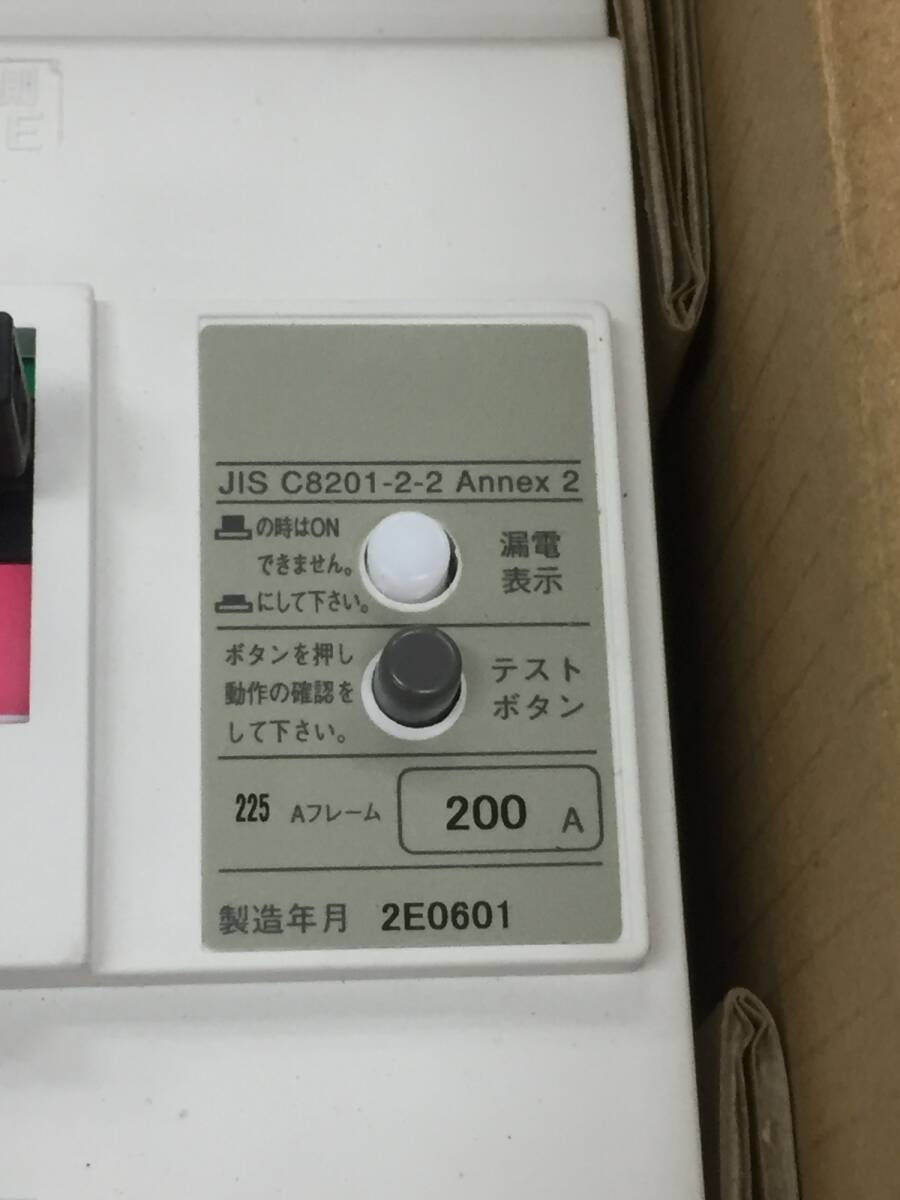 JIS C8201-2-2 Annex 2
の時はON
できません。
にして下さい。
漏電
表示
ボタンを押し
動作の確認を
して下さい。
テスト
ボタン
225 Aフレーム
200 A
製造年月 2E0601